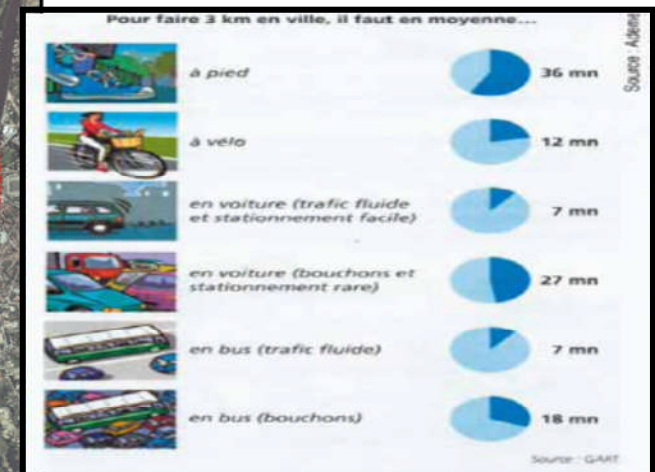 Pour faire 3 km en ville, il faut en moyenne...
Source : Ademe
à pied
36 mn
à vélo
12 mn
en voiture (trafic fluide
et stationnement facile)
7 mn
en voiture (bouchons et
stationnement rare)
27 mn
en bus (trafic fluide)
7 mn
en bus (bouchons)
18 mn
Source : GART